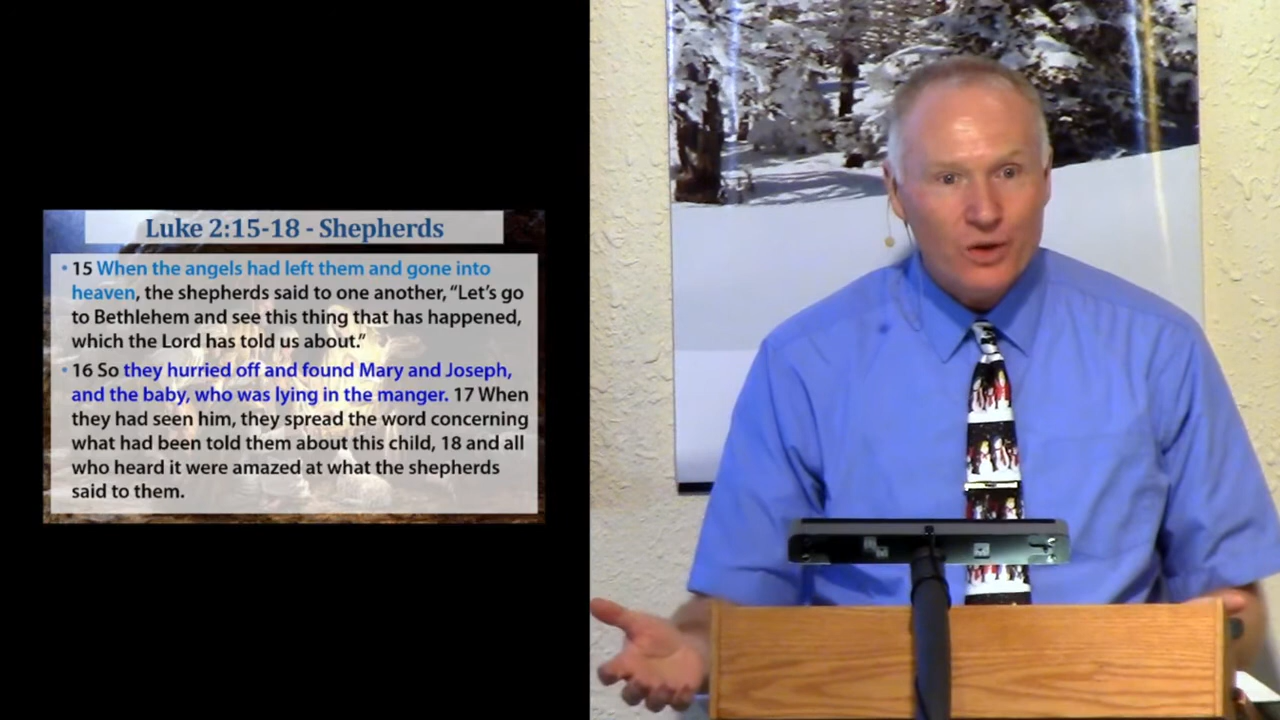 Luke 2:15-18 - Shepherds
• 15 When the angels had left them and gone into
heaven, the shepherds said to one another, “Let’s go
to Bethlehem and see this thing that has happened,
which the Lord has told us about.”
• 16 So they hurried off and found Mary and Joseph,
and the baby, who was lying in the manger. 17 When
they had seen him, they spread the word concerning
what had been told them about this child, 18 and all
who heard it were amazed at what the shepherds
said to them.